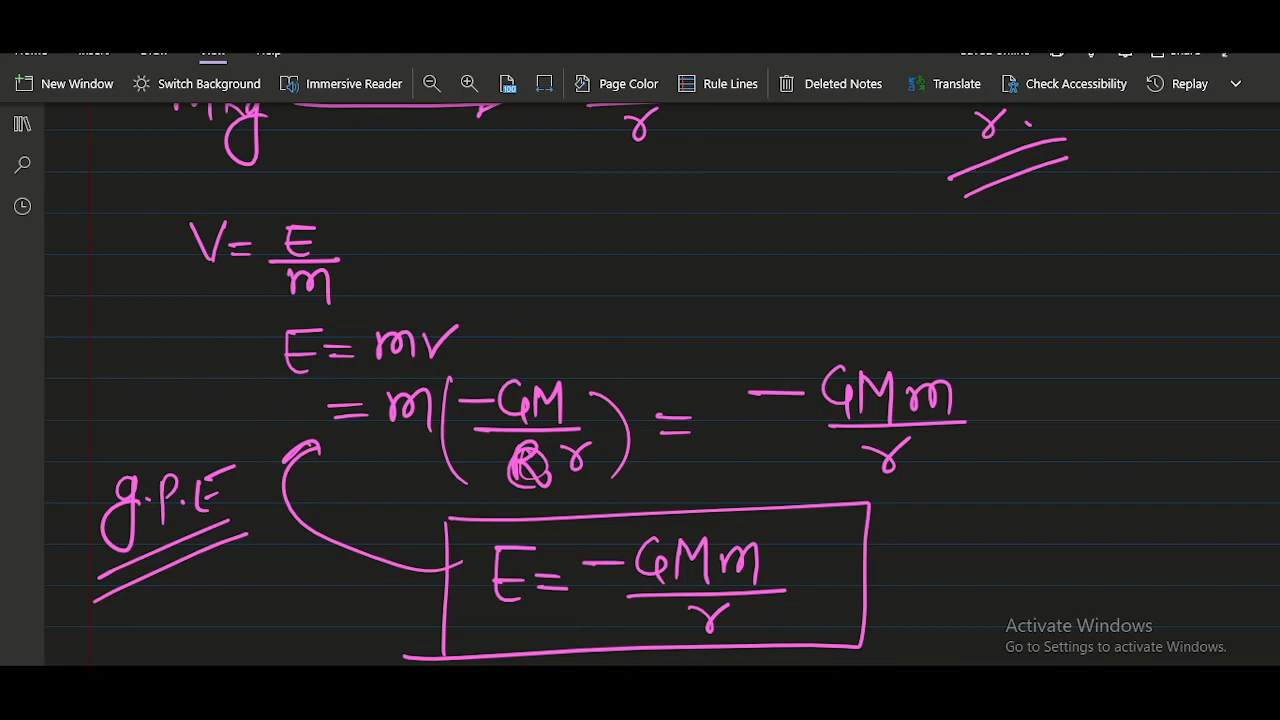 New Window Switch Background Immersive Reader 100 Page Color Rule Lines Deleted Notes Translate Check Accessibility Replay
r r.
V = E/m
E = mV
= m(-GM/r) = -GMm/r
g.P.E
E = -GMm/r
Activate Windows
Go to Settings to activate Windows.